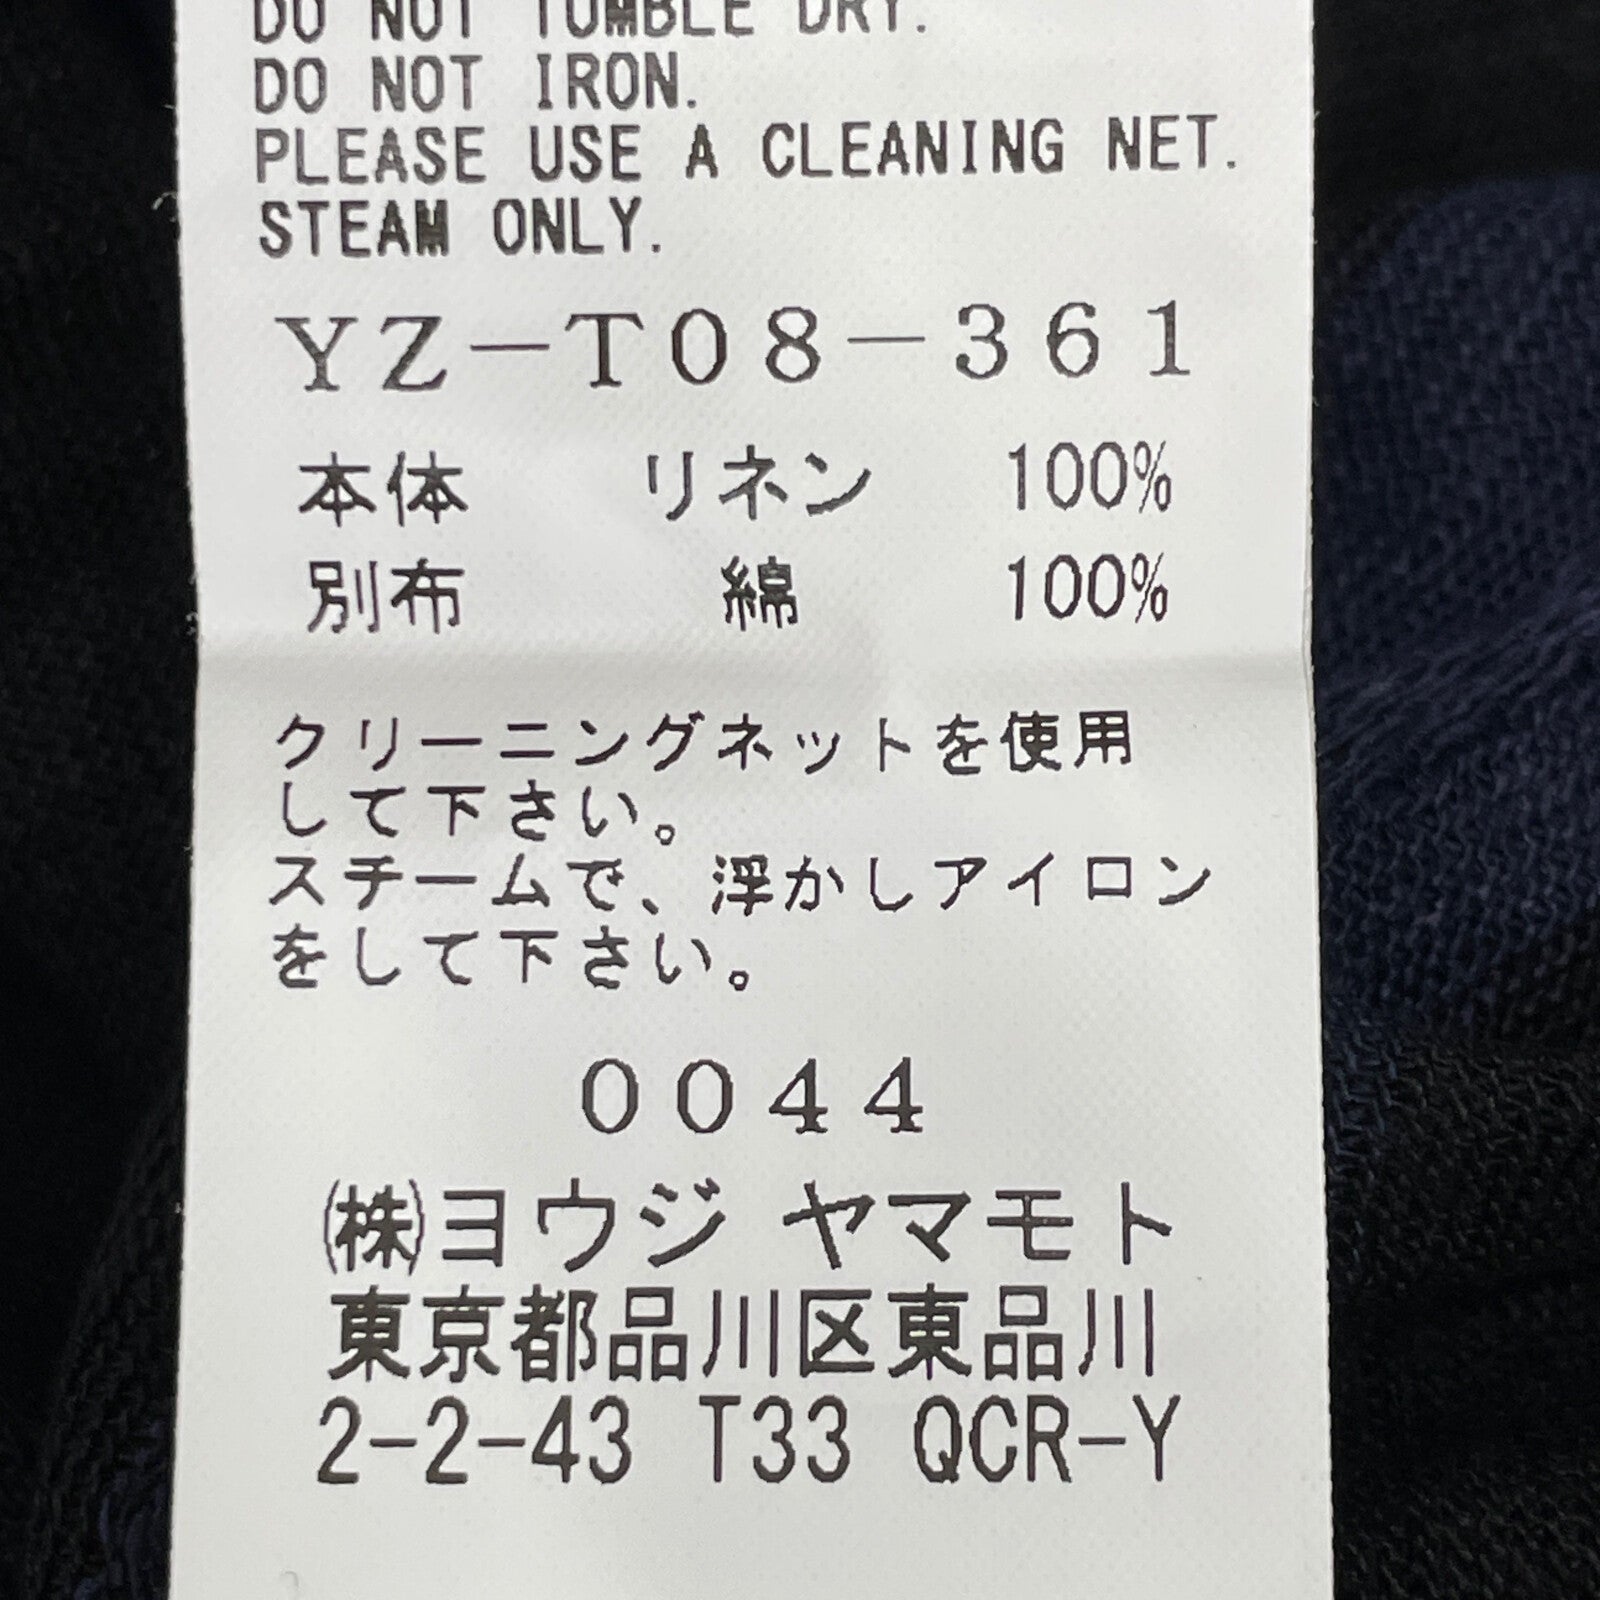 DO NOT TUMBLE DRY.
DO NOT IRON.
PLEASE USE A CLEANING NET.
STEAM ONLY.
YZ-T08-361
本体 リネン 100%
別布 綿 100%
クリーニングネットを使用
して下さい。
スチームで、浮かしアイロン
をして下さい。
0044
㈱ヨウジ ヤマモト
東京都品川区東品川
2-2-43 T33 QCR-Y